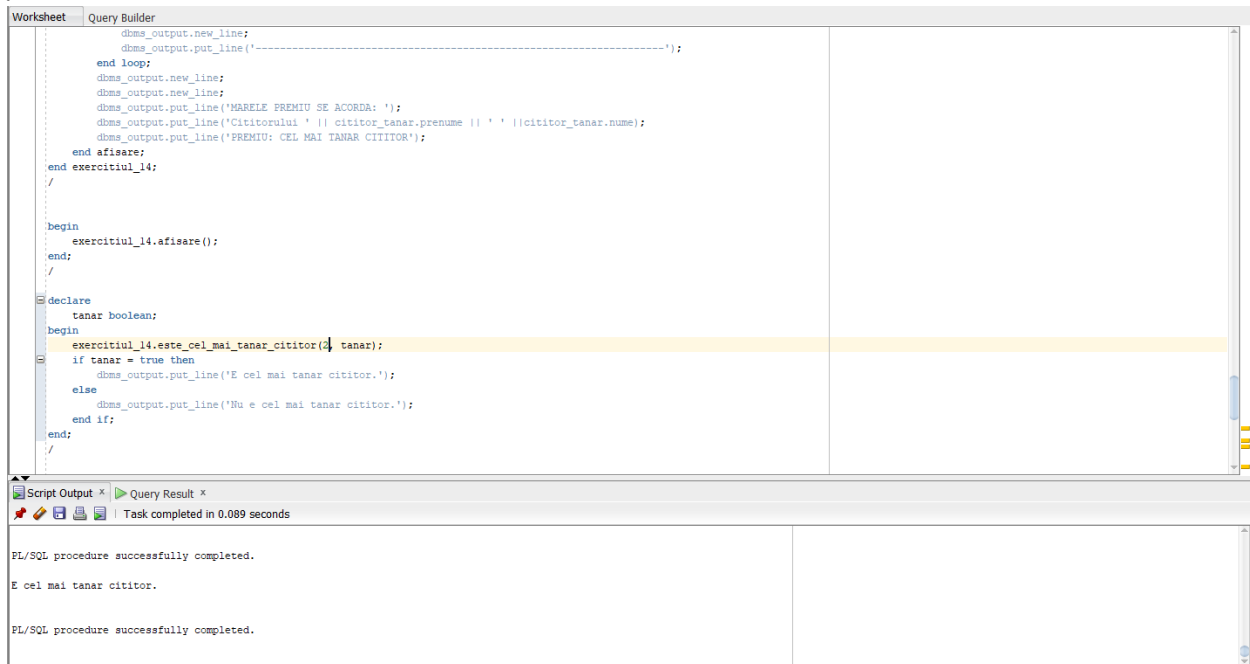 Worksheet Query Builder
dbms_output.new_line;
dbms_output.put_line('-------------------------------------------------------------------');
end loop;
dbms_output.new_line;
dbms_output.new_line;
dbms_output.put_line('MARELE PREMIU SE ACORDA: ');
dbms_output.put_line('Cititorului ' || cititor_tanar.prenume || ' ' ||cititor_tanar.nume);
dbms_output.put_line('PREMIU: CEL MAI TANAR CITITOR');
end afisare;
end exercitiul_14;
/
begin
exercitiul_14.afisare();
end;
/
declare
tanar boolean;
begin
exercitiul_14.este_cel_mai_tanar_cititor(2, tanar);
if tanar = true then
dbms_output.put_line('E cel mai tanar cititor.');
else
dbms_output.put_line('Nu e cel mai tanar cititor.');
end if;
end;
/
Script Output x Query Result x
Task completed in 0.089 seconds
PL/SQL procedure successfully completed.
E cel mai tanar cititor.
PL/SQL procedure successfully completed.